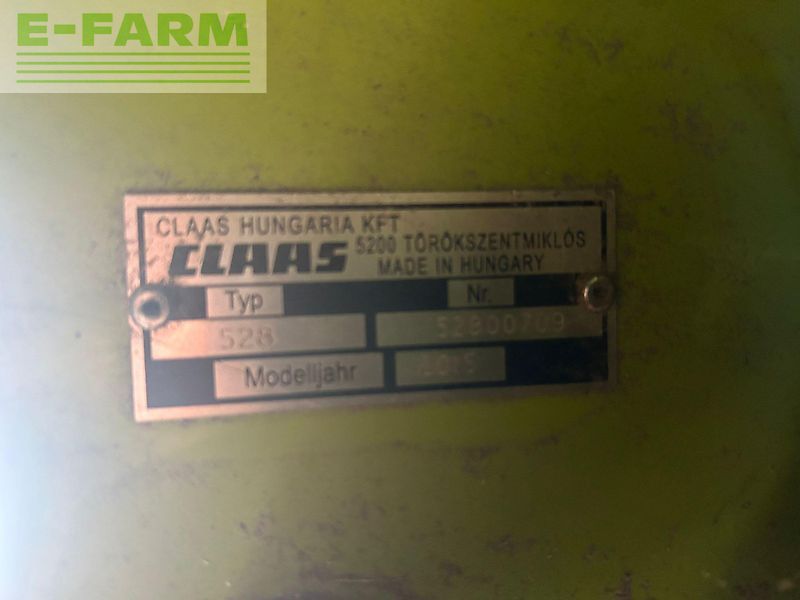 E-FARM
CLAAS HUNGARIA KFT
CLAAS 5200 TÖRÖKSZENTMIKLÓS
MADE IN HUNGARY
Typ Nr.
528 52800709
Modelljahr